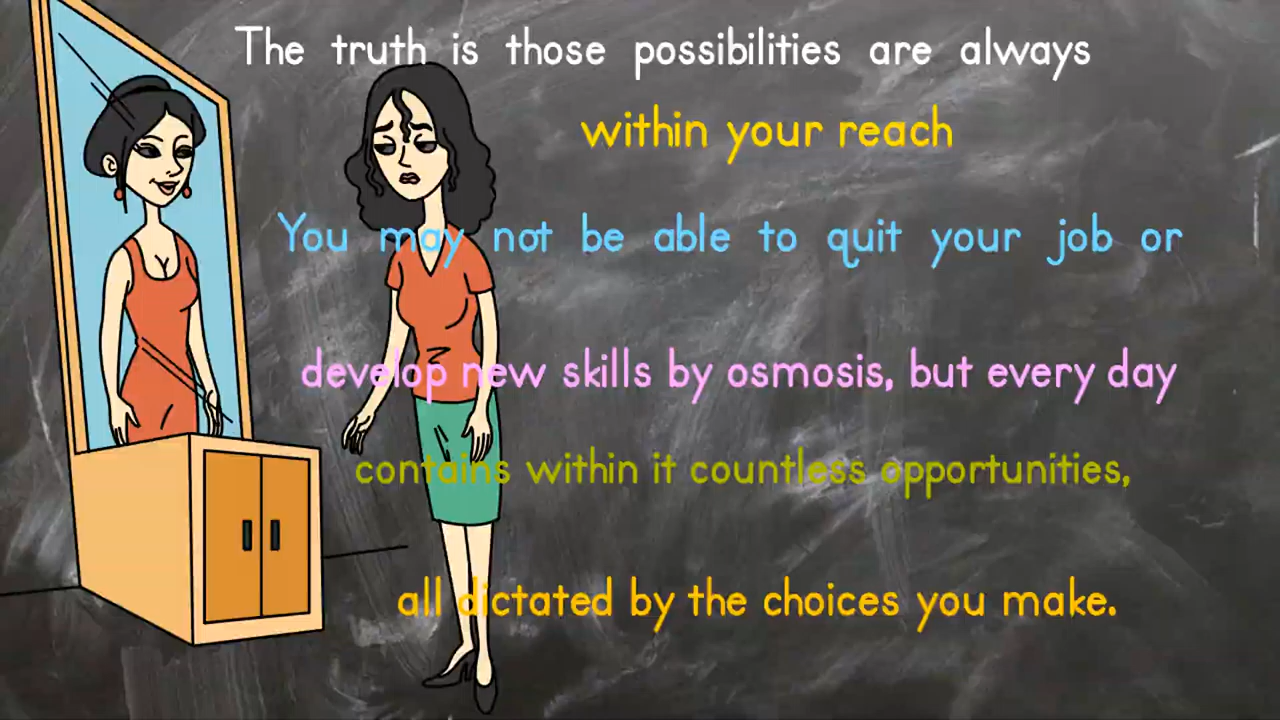 The truth is those possibilities are always
within your reach
You may not be able to quit your job or
develop new skills by osmosis, but every day
contains within it countless opportunities,
all dictated by the choices you make.